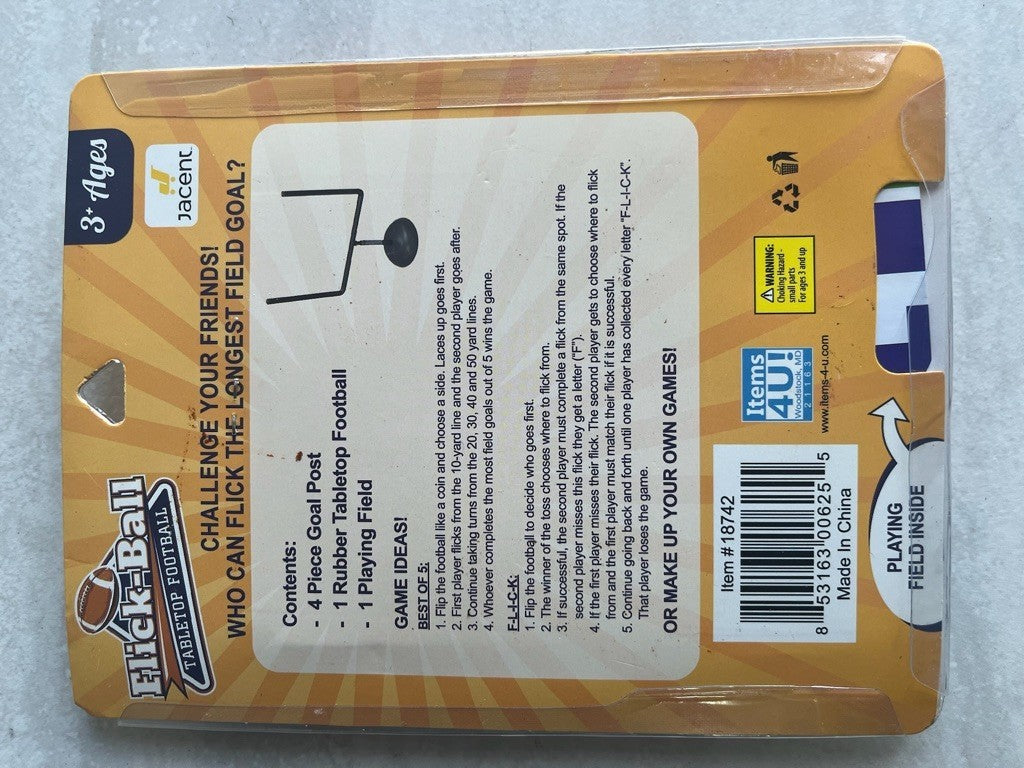 Flick-Ball
TABLETOP FOOTBALL
3+ Ages
Jacent
CHALLENGE YOUR FRIENDS!
WHO CAN FLICK THE LONGEST FIELD GOAL?
Contents:
- 4 Piece Goal Post
- 1 Rubber Tabletop Football
- 1 Playing Field
GAME IDEAS!
BEST OF 5:
1. Flip the football like a coin and choose a side. Laces up goes first.
2. First player flicks from the 10-yard line and the second player goes after.
3. Continue taking turns from the 20, 30, 40 and 50 yard lines.
4. Whoever completes the most field goals out of 5 wins the game.
F-L-I-C-K:
1. Flip the football to decide who goes first.
2. The winner of the toss chooses where to flick from.
3. If successful, the second player must complete a flick from the same spot. If the
second player misses this flick they get a letter ("F").
4. If the first player misses their flick. The second player gets to choose where to flick
from and the first player must match their flick if it is successful.
5. Continue going back and forth until one player has collected every letter "F-L-I-C-K".
That player loses the game.
OR MAKE UP YOUR OWN GAMES!
Item #18742
8 53163 00625 5
Made In China
Items
4U!
Woodstock, MD
21163
www.items-4-u.com
WARNING:
Choking Hazard -
small parts
For ages 3 and up
PLAYING
FIELD INSIDE